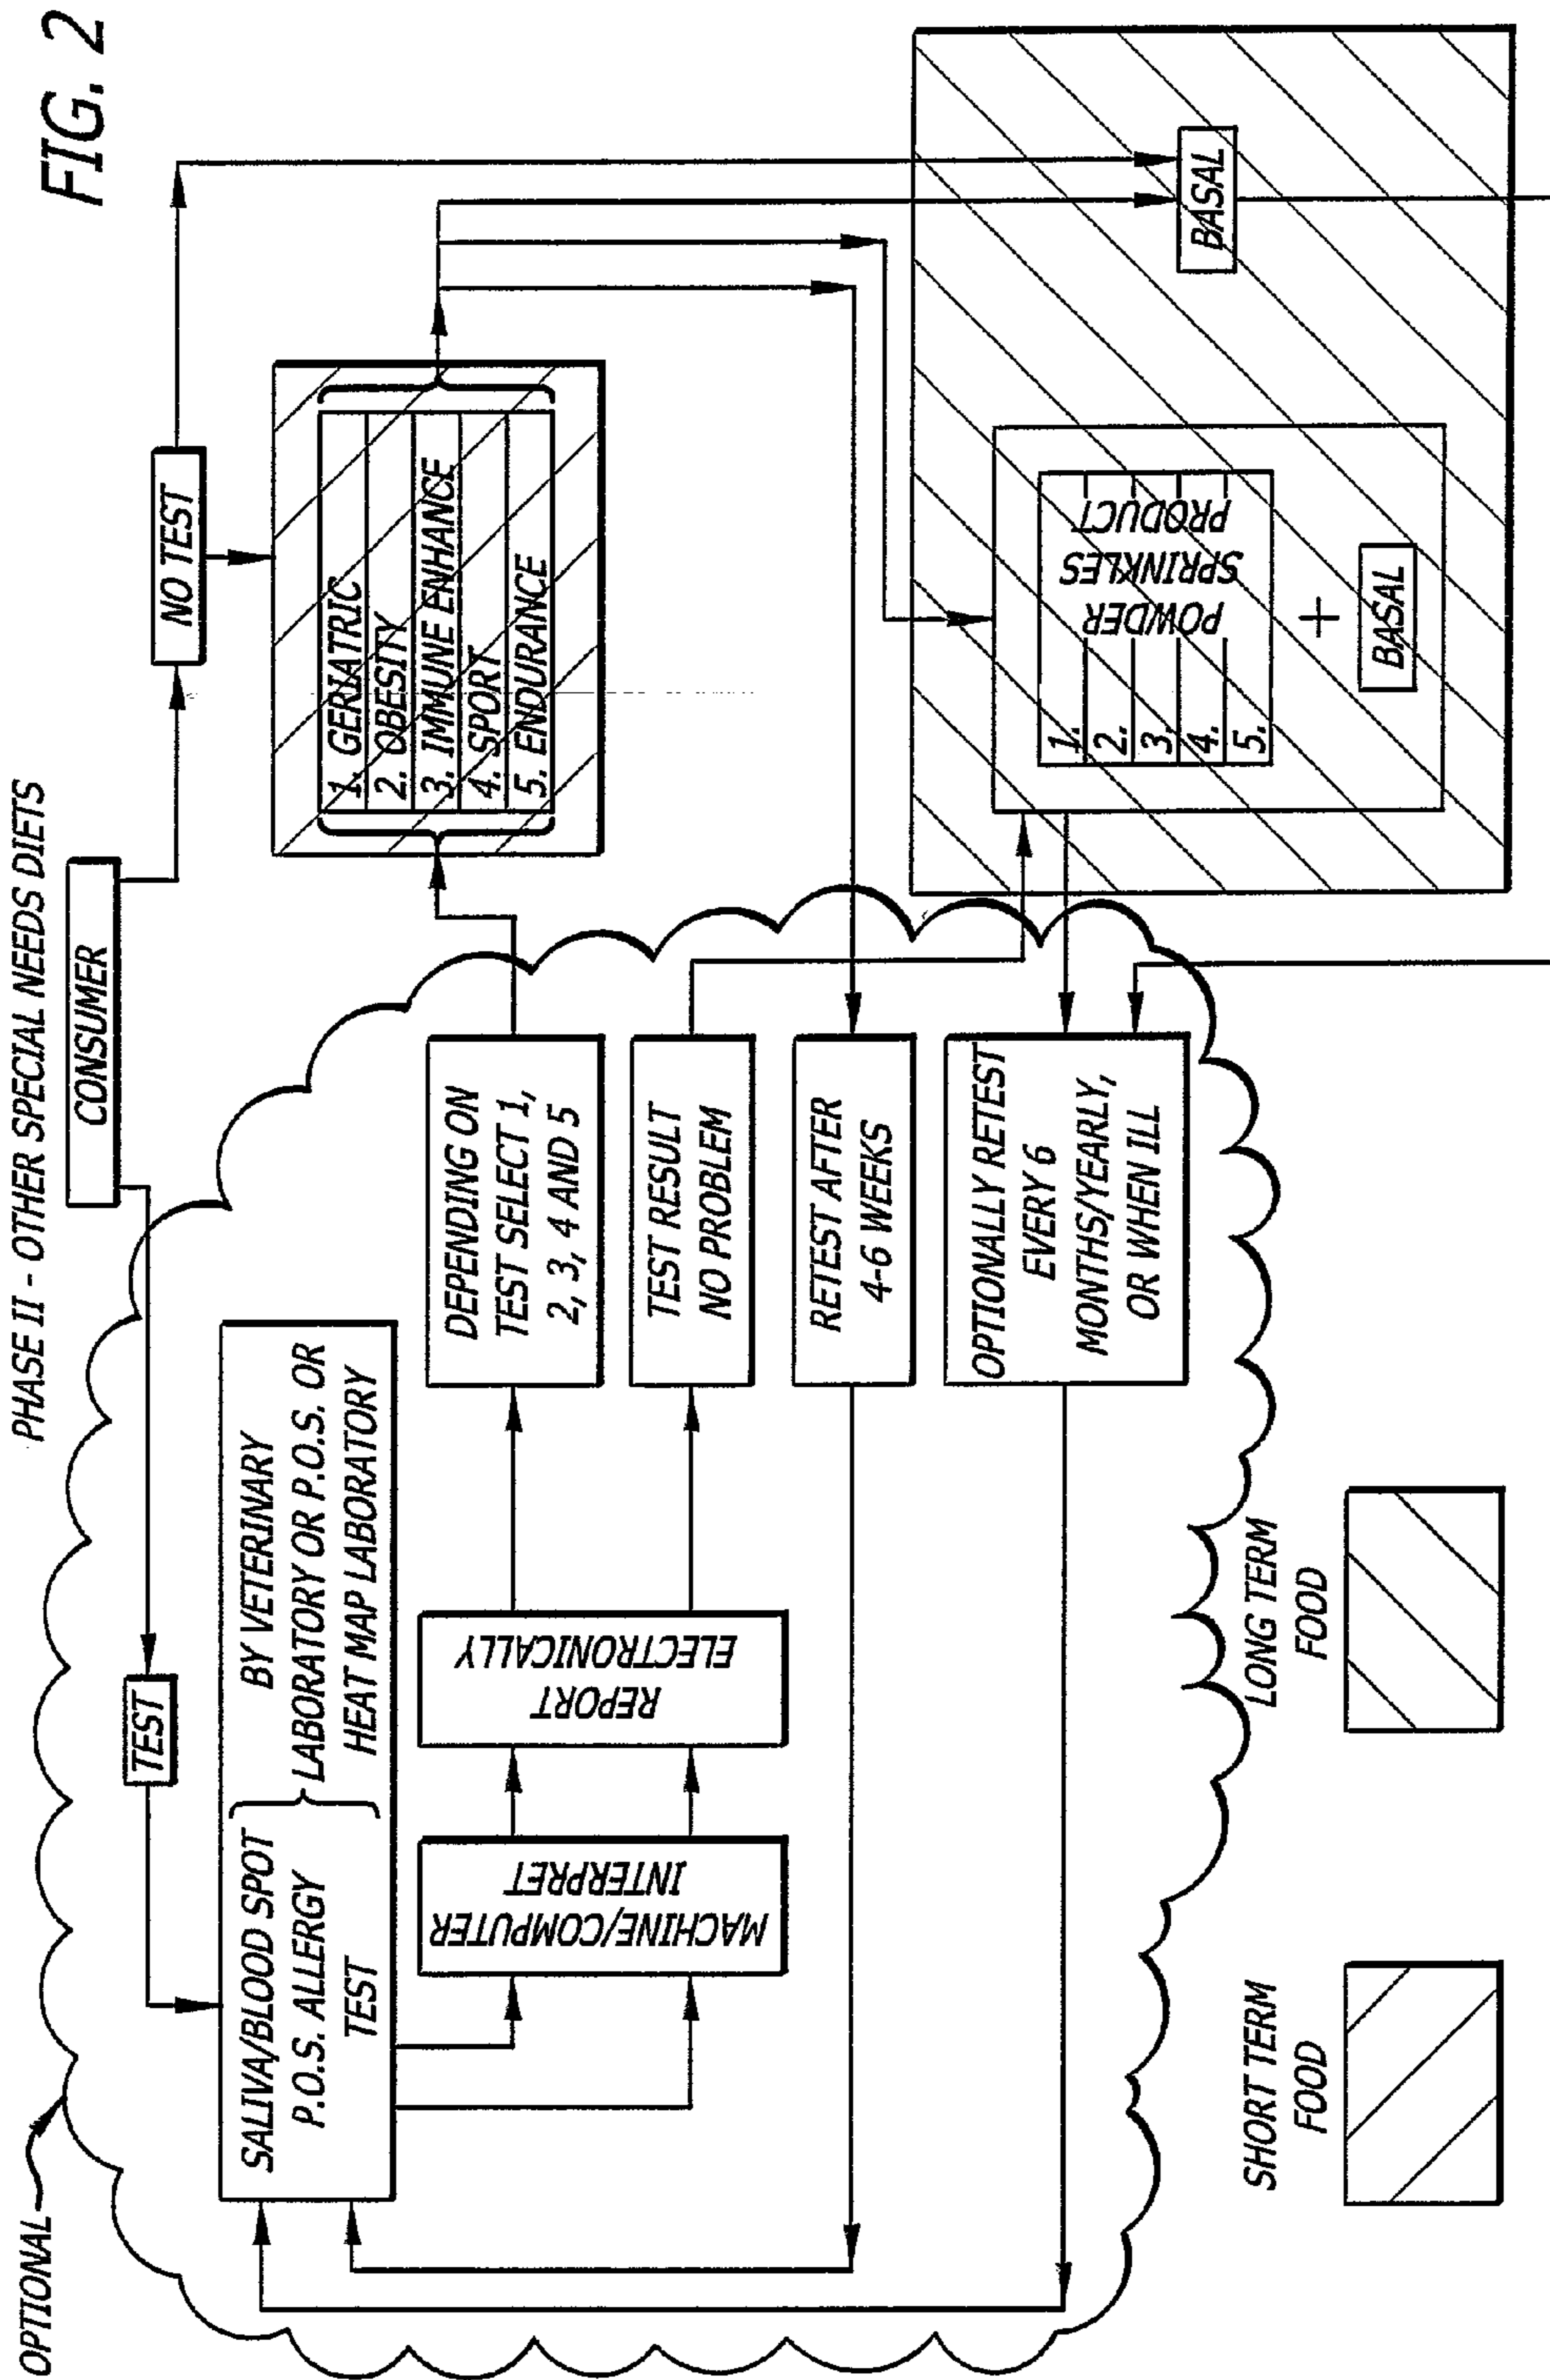 FIG. 2
PHASE II - OTHER SPECIAL NEEDS DIETS
OPTIONAL
CONSUMER
TEST
NO TEST
SALIVA/BLOOD SPOT
P.O.S. ALLERGY
TEST
BY VETERINARY
LABORATORY OR P.O.S. OR
HEAT MAP LABORATORY
MACHINE/COMPUTER
INTERPRET
REPORT
ELECTRONICALLY
DEPENDING ON
TEST SELECT 1,
2, 3, 4 AND 5
TEST RESULT
NO PROBLEM
RETEST AFTER
4-6 WEEKS
OPTIONALLY RETEST
EVERY 6
MONTHS/YEARLY,
OR WHEN ILL
1. GERIATRIC
2. OBESITY
3. IMMUNE ENHANCE
4. SPORT
5. ENDURANCE
1.
2.
3.
4.
5.
POWDER
SPRINKLES
PRODUCT
+
BASAL
BASAL
SHORT TERM
FOOD
LONG TERM
FOOD